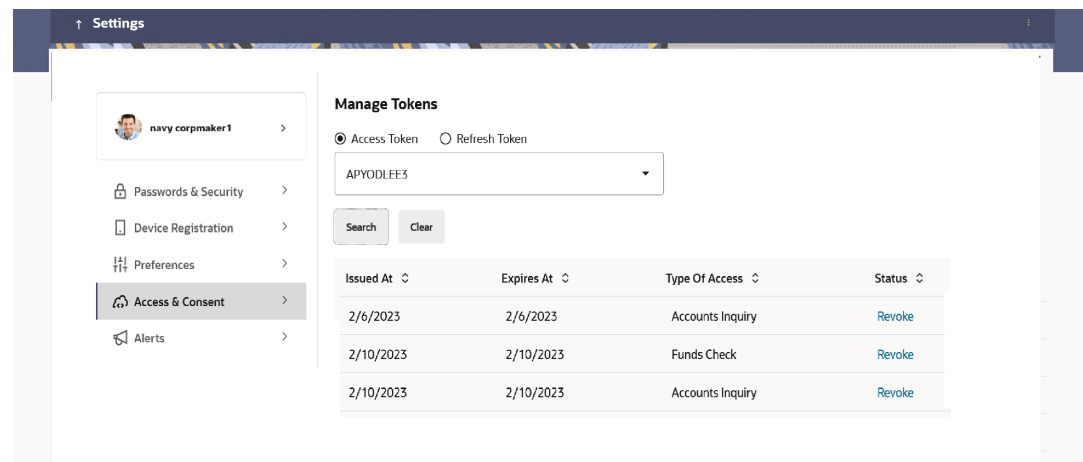 ↑ Settings
navy corpmaker1
Passwords & Security
Device Registration
Preferences
Access & Consent
Alerts
Manage Tokens
Access Token Refresh Token
APYODLEE3
Search Clear
Issued At Expires At Type Of Access Status
2/6/2023 2/6/2023 Accounts Inquiry Revoke
2/10/2023 2/10/2023 Funds Check Revoke
2/10/2023 2/10/2023 Accounts Inquiry Revoke